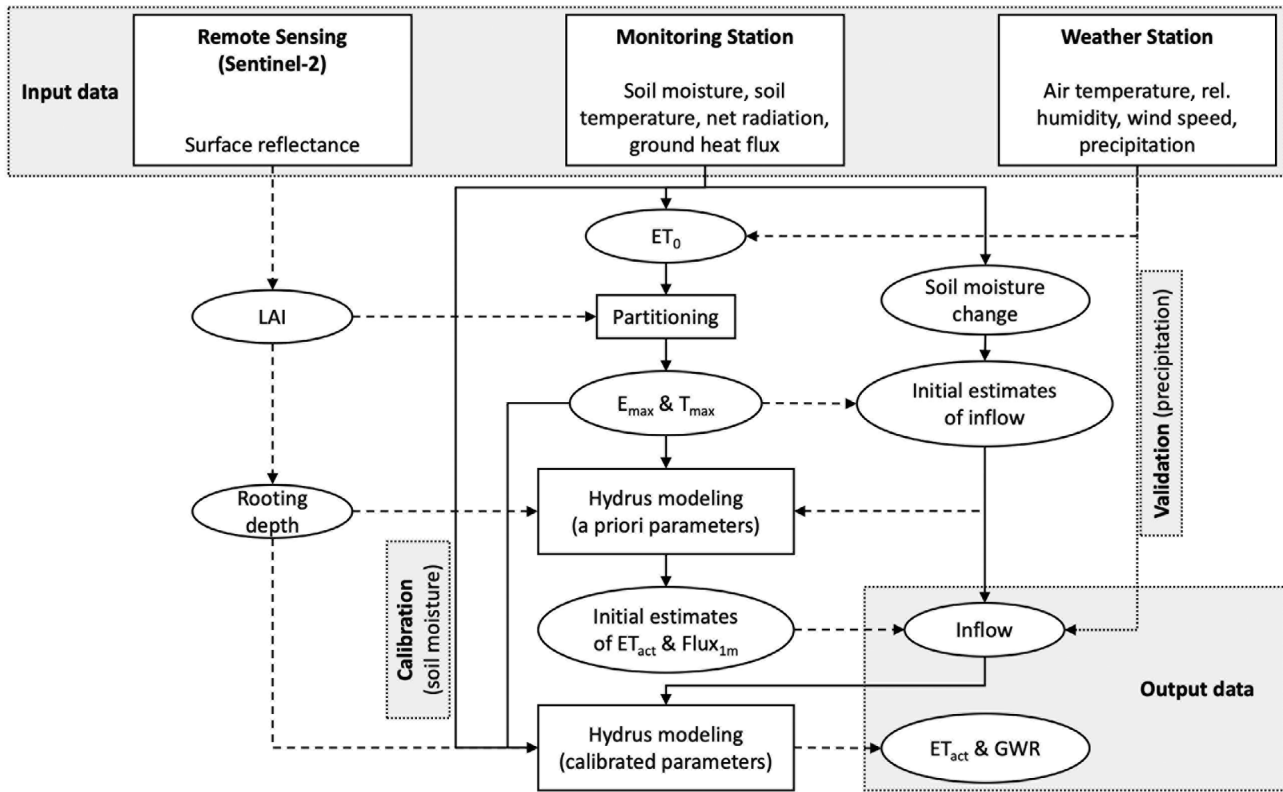 Remote Sensing
(Sentinel-2)
Surface reflectance
Monitoring Station
Soil moisture, soil
temperature, net radiation,
ground heat flux
Weather Station
Air temperature, rel.
humidity, wind speed,
precipitation
Input data
ET₀
LAI
Partitioning
Soil moisture
change
Eₘₐₓ & Tₘₐₓ
Initial estimates
of inflow
Validation (precipitation)
Rooting
depth
Hydrus modeling
(a priori parameters)
Calibration
(soil moisture)
Initial estimates
of ET_act & Flux_1m
Inflow
Output data
Hydrus modeling
(calibrated parameters)
ET_act & GWR